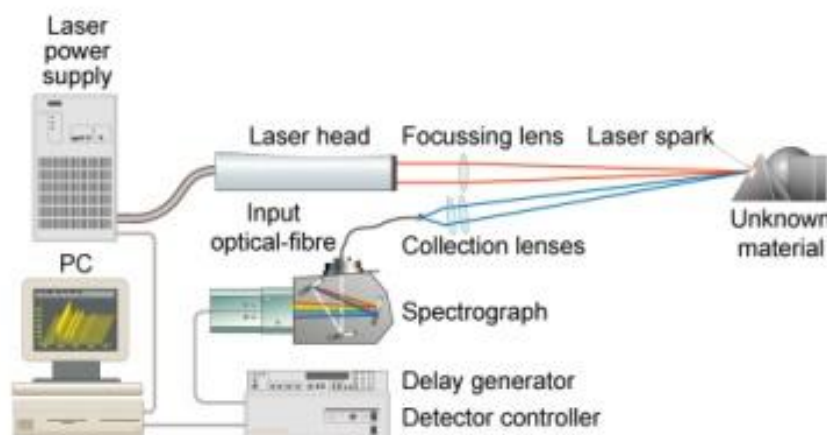 Laser
power
supply
Laser head
Focussing lens
Laser spark
Input
optical-fibre
Collection lenses
Unknown
material
PC
Spectrograph
Delay generator
Detector controller